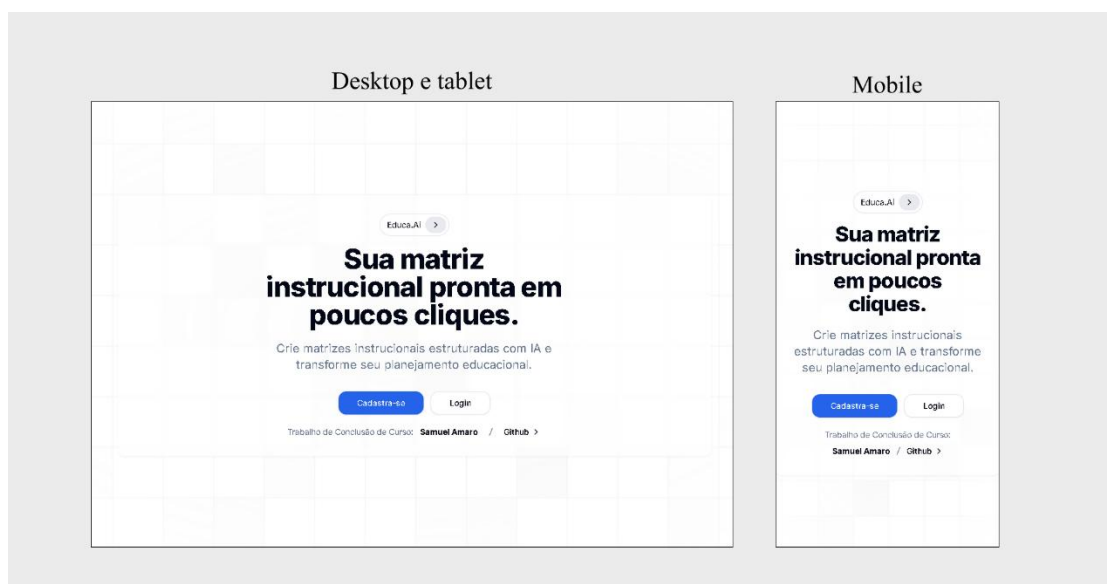 Desktop e tablet
Educa.AI
Sua matriz
instrucional pronta em
poucos cliques.
Crie matrizes instrucionais estruturadas com IA e
transforme seu planejamento educacional.
Cadastra-se Login
Trabalho de Conclusão de Curso: Samuel Amaro / Github >
Mobile
Educa.AI
Sua matriz
instrucional pronta
em poucos
cliques.
Crie matrizes instrucionais
estruturadas com IA e transforme
seu planejamento educacional.
Cadastra-se Login
Trabalho de Conclusão de Curso:
Samuel Amaro / Github >